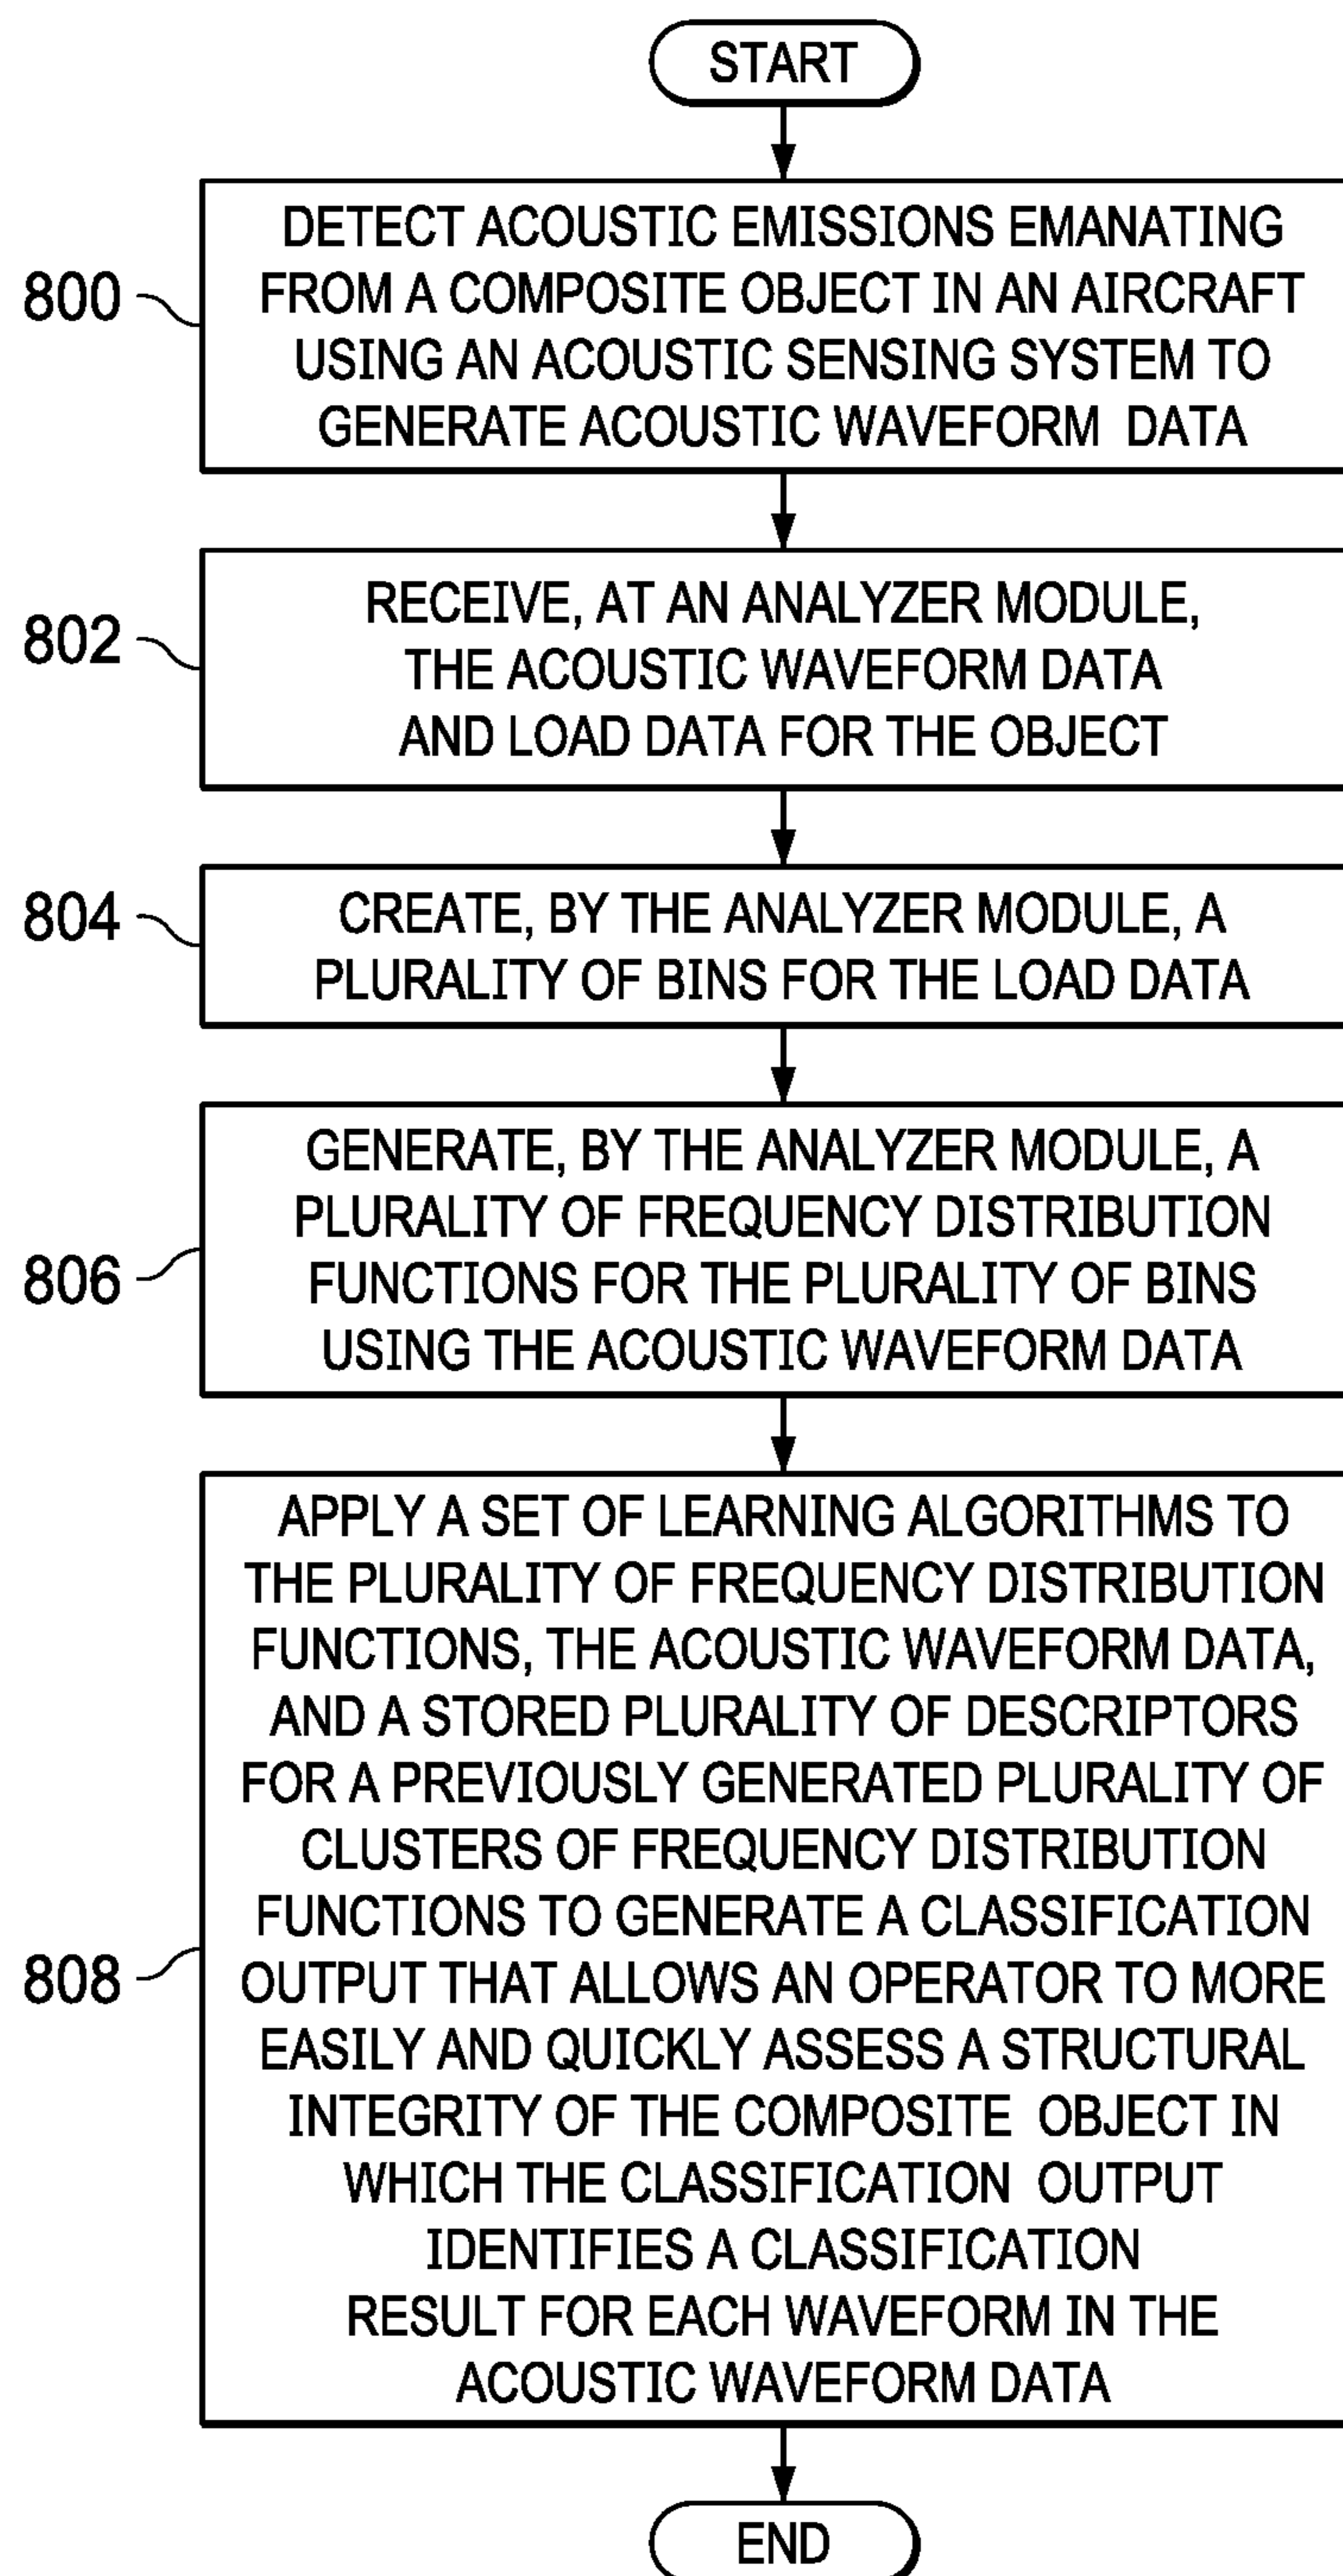 START
DETECT ACOUSTIC EMISSIONS EMANATING
FROM A COMPOSITE OBJECT IN AN AIRCRAFT
USING AN ACOUSTIC SENSING SYSTEM TO
GENERATE ACOUSTIC WAVEFORM DATA
800
RECEIVE, AT AN ANALYZER MODULE,
THE ACOUSTIC WAVEFORM DATA
AND LOAD DATA FOR THE OBJECT
802
CREATE, BY THE ANALYZER MODULE, A
PLURALITY OF BINS FOR THE LOAD DATA
804
GENERATE, BY THE ANALYZER MODULE, A
PLURALITY OF FREQUENCY DISTRIBUTION
FUNCTIONS FOR THE PLURALITY OF BINS
USING THE ACOUSTIC WAVEFORM DATA
806
APPLY A SET OF LEARNING ALGORITHMS TO
THE PLURALITY OF FREQUENCY DISTRIBUTION
FUNCTIONS, THE ACOUSTIC WAVEFORM DATA,
AND A STORED PLURALITY OF DESCRIPTORS
FOR A PREVIOUSLY GENERATED PLURALITY OF
CLUSTERS OF FREQUENCY DISTRIBUTION
FUNCTIONS TO GENERATE A CLASSIFICATION
OUTPUT THAT ALLOWS AN OPERATOR TO MORE
EASILY AND QUICKLY ASSESS A STRUCTURAL
INTEGRITY OF THE COMPOSITE OBJECT IN
WHICH THE CLASSIFICATION OUTPUT
IDENTIFIES A CLASSIFICATION
RESULT FOR EACH WAVEFORM IN THE
ACOUSTIC WAVEFORM DATA
808
END